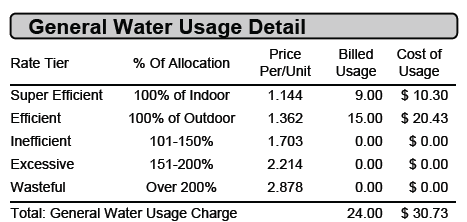 General Water Usage Detail
Rate Tier % Of Allocation Price Per/Unit Billed Usage Cost of Usage
Super Efficient 100% of Indoor 1.144 9.00 $ 10.30
Efficient 100% of Outdoor 1.362 15.00 $ 20.43
Inefficient 101-150% 1.703 0.00 $ 0.00
Excessive 151-200% 2.214 0.00 $ 0.00
Wasteful Over 200% 2.878 0.00 $ 0.00
Total: General Water Usage Charge 24.00 $ 30.73